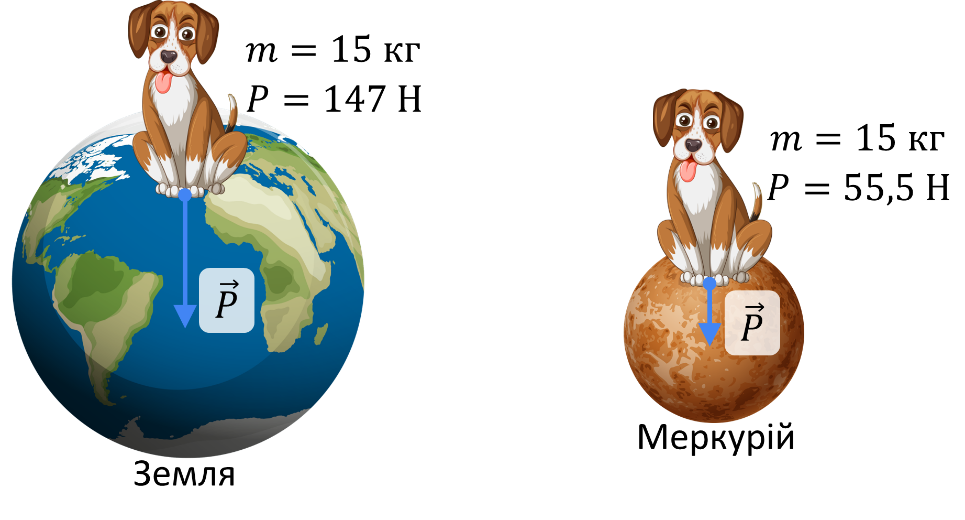 m = 15 кг
P = 147 Н
P⃗
Земля
m = 15 кг
P = 55,5 Н
P⃗
Меркурій